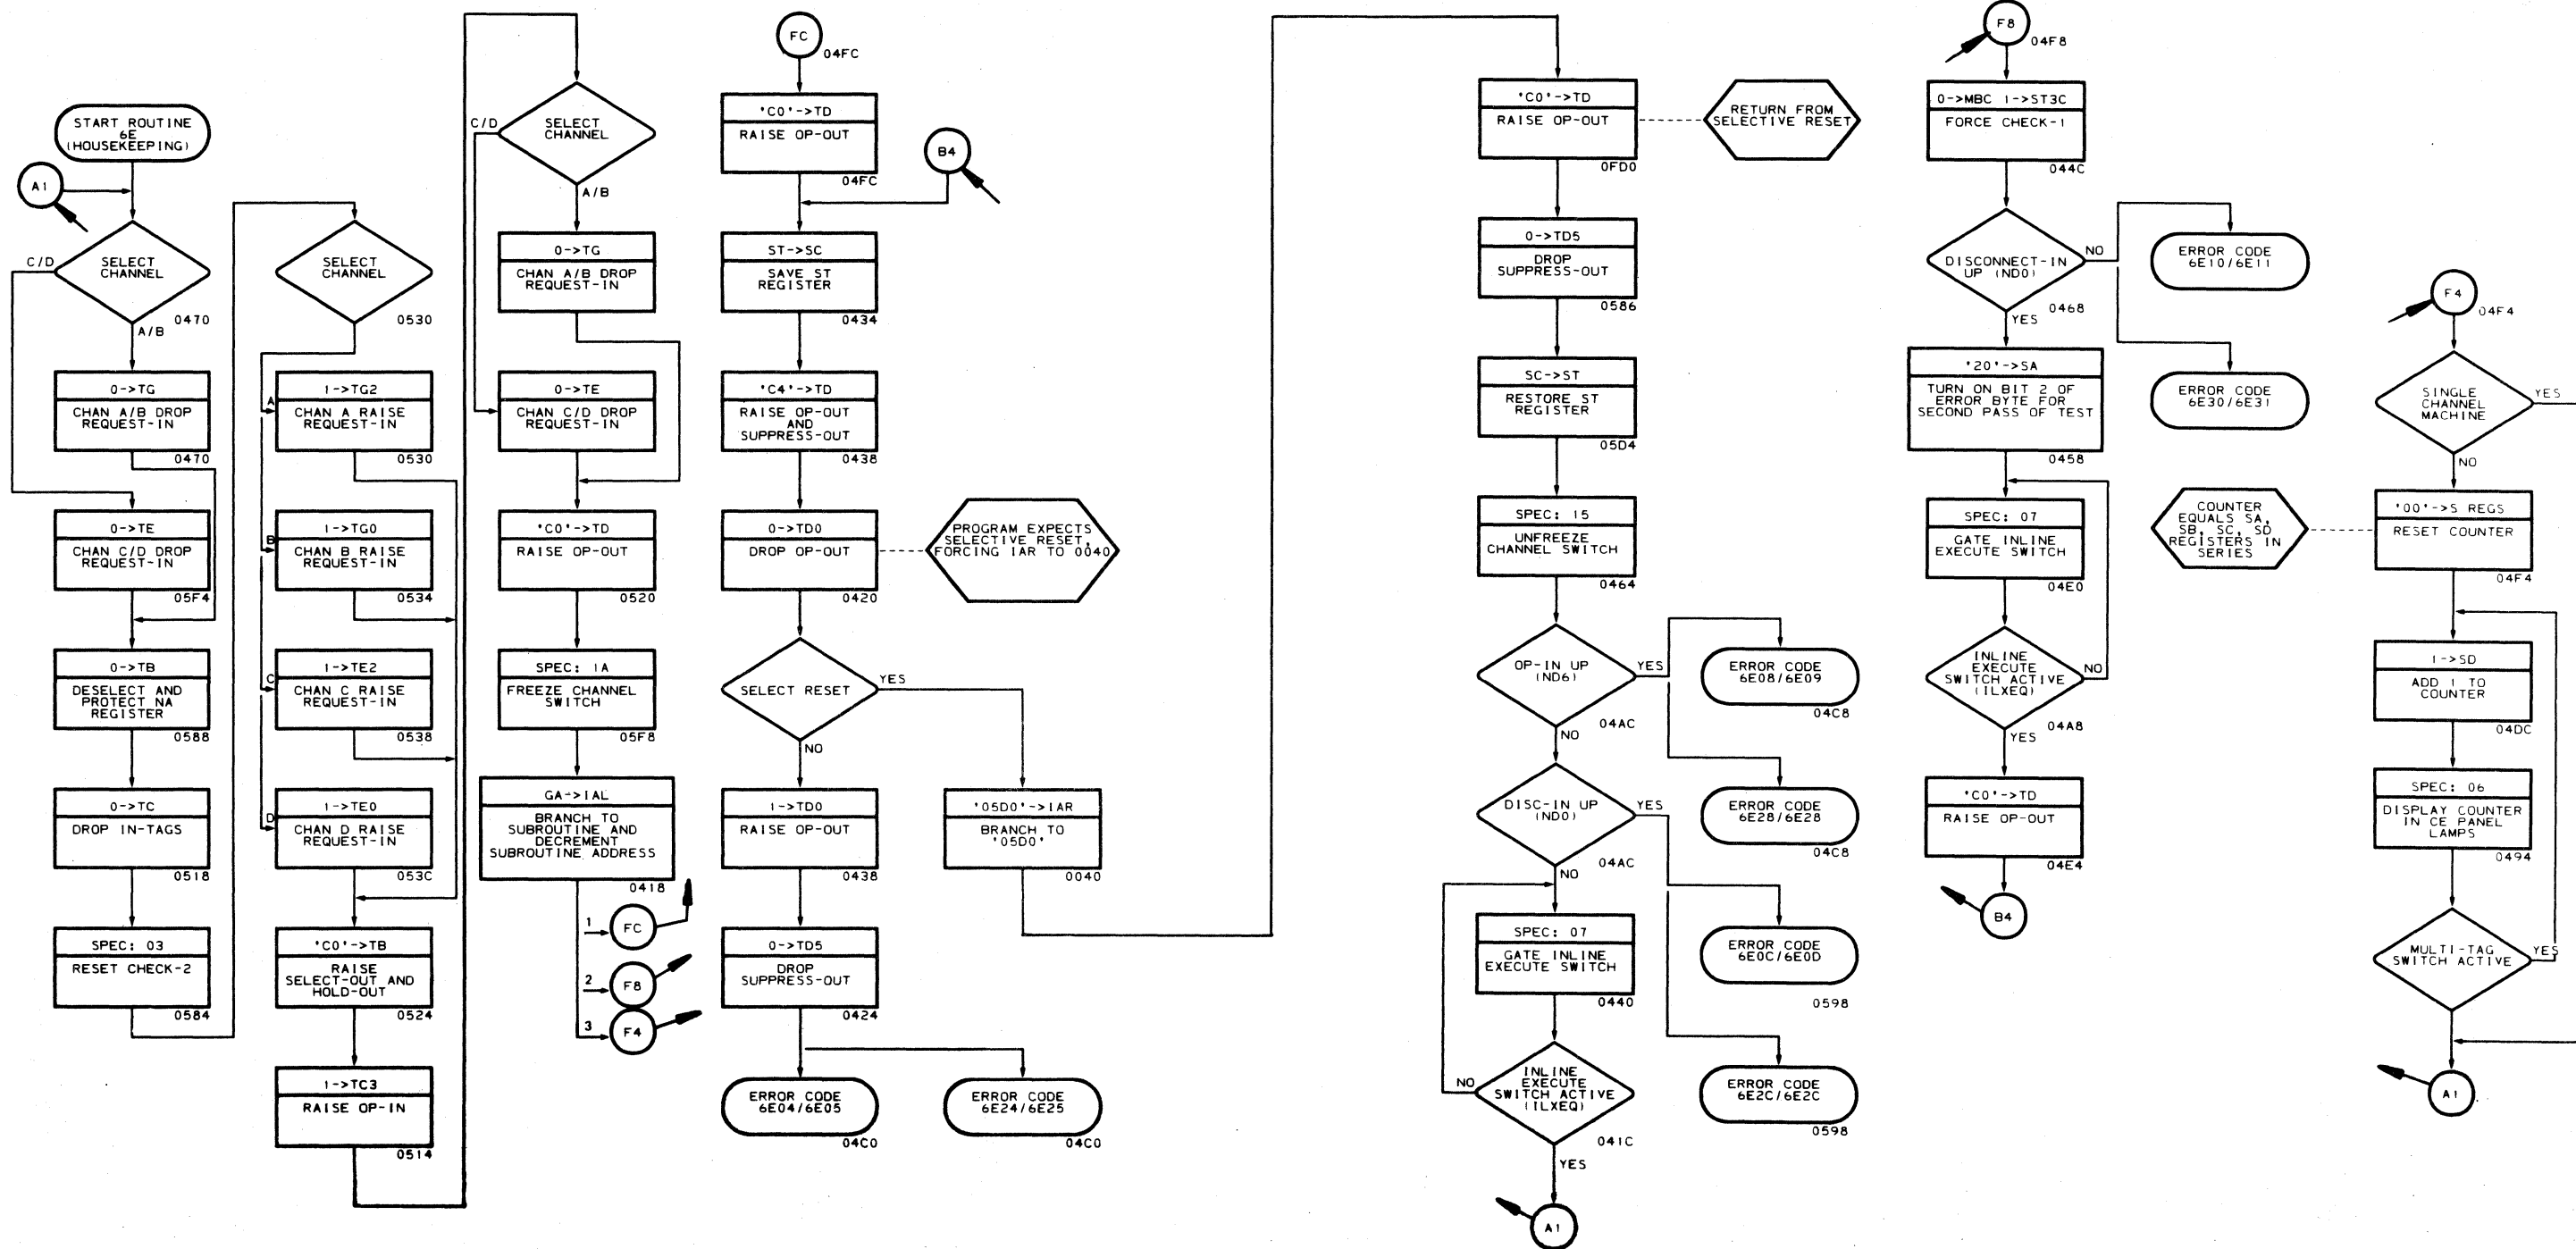 START ROUTINE
6E
(HOUSEKEEPING)
A1
SELECT
CHANNEL
C/D
A/B
0470
0->TG
CHAN A/B DROP
REQUEST-IN
0470
0->TE
CHAN C/D DROP
REQUEST-IN
05F4
0->TB
DESELECT AND
PROTECT NA
REGISTER
0588
0->TC
DROP IN-TAGS
0518
SPEC: 03
RESET CHECK-2
0584
SELECT
CHANNEL
0530
A
1->TG2
CHAN A RAISE
REQUEST-IN
0530
B
1->TG0
CHAN B RAISE
REQUEST-IN
0534
C
1->TE2
CHAN C RAISE
REQUEST-IN
0538
D
1->TE0
CHAN D RAISE
REQUEST-IN
053C
'C0'->TB
RAISE
SELECT-OUT AND
HOLD-OUT
0524
1->TC3
RAISE OP-IN
0514
SELECT
CHANNEL
C/D
A/B
0->TG
CHAN A/B DROP
REQUEST-IN
0->TE
CHAN C/D DROP
REQUEST-IN
'C0'->TD
RAISE OP-OUT
0520
SPEC: 1A
FREEZE CHANNEL
SWITCH
05F8
GA->IAL
BRANCH TO
SUBROUTINE AND
DECREMENT
SUBROUTINE ADDRESS
0418
1
FC
2
F8
3
F4
FC
04FC
'C0'->TD
RAISE OP-OUT
04FC
B4
ST->SC
SAVE ST
REGISTER
0434
'C4'->TD
RAISE OP-OUT
AND
SUPPRESS-OUT
0438
0->TD0
DROP OP-OUT
0420
PROGRAM EXPECTS
SELECTIVE RESET,
FORCING IAR TO 0040
SELECT RESET
YES
NO
1->TD0
RAISE OP-OUT
0438
'05D0'->IAR
BRANCH TO
'05D0'
0040
0->TD5
DROP
SUPPRESS-OUT
0424
ERROR CODE
6E04/6E05
04C0
ERROR CODE
6E24/6E25
04C0
'C0'->TD
RAISE OP-OUT
0FD0
RETURN FROM
SELECTIVE RESET
0->TD5
DROP
SUPPRESS-OUT
0586
SC->ST
RESTORE ST
REGISTER
05D4
SPEC: 15
UNFREEZE
CHANNEL SWITCH
0464
OP-IN UP
(ND6)
YES
04AC
NO
ERROR CODE
6E08/6E09
04C8
ERROR CODE
6E28/6E28
04C8
DISC-IN UP
(ND0)
YES
04AC
NO
ERROR CODE
6E0C/6E0D
0598
ERROR CODE
6E2C/6E2C
0598
SPEC: 07
GATE INLINE
EXECUTE SWITCH
0440
INLINE
EXECUTE
SWITCH ACTIVE
(ILXEQ)
NO
041C
YES
A1
F8
04F8
0->MBC 1->ST3C
FORCE CHECK-1
044C
DISCONNECT-IN
UP (ND0)
NO
0468
YES
ERROR CODE
6E10/6E11
ERROR CODE
6E30/6E31
'20'->SA
TURN ON BIT 2 OF
ERROR BYTE FOR
SECOND PASS OF TEST
0458
SPEC: 07
GATE INLINE
EXECUTE SWITCH
04E0
INLINE
EXECUTE
SWITCH ACTIVE
(ILXEQ)
NO
04A8
YES
'C0'->TD
RAISE OP-OUT
04E4
B4
F4
04F4
SINGLE
CHANNEL
MACHINE
YES
NO
COUNTER
EQUALS SA,
SB, SC, SD
REGISTERS IN
SERIES
'00'->S REGS
RESET COUNTER
04F4
1->SD
ADD 1 TO
COUNTER
04DC
SPEC: 06
DISPLAY COUNTER
IN CE PANEL
LAMPS
0494
MULTI-TAG
SWITCH ACTIVE
YES
A1